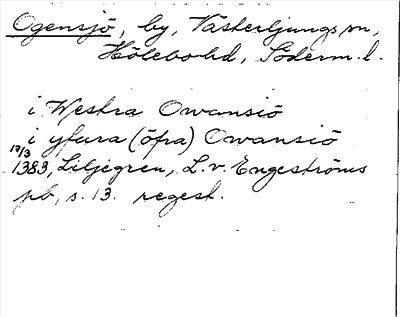 Ogensjö, by, Västerljungs sn,
Hölebo hd, Söderm. l.
i Westra Owansiö
i yfura (öfra) Owansiö
17/3
1383, Liljegren, L. v. Engeströms
pb, s. 13. regest.